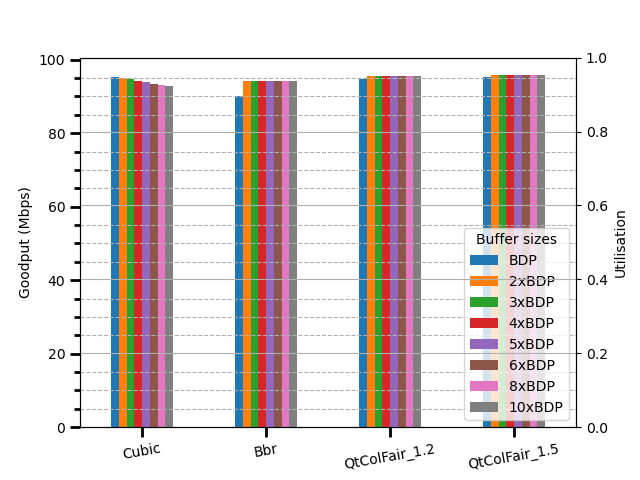 100
80
60
40
20
0
Goodput (Mbps)
1.0
0.8
0.6
0.4
0.2
0.0
Utilisation
Buffer sizes
BDP
2xBDP
3xBDP
4xBDP
5xBDP
6xBDP
8xBDP
10xBDP
Cubic
Bbr
QtColFair_1.2
QtColFair_1.5